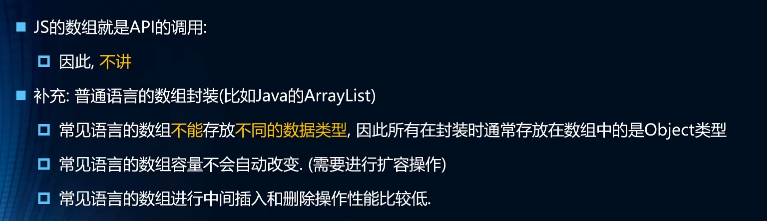 JS的数组就是API的调用:
因此, 不讲
补充: 普通语言的数组封装(比如Java的ArrayList)
常见语言的数组不能存放不同的数据类型, 因此所有在封装时通常存放在数组中的是Object类型
常见语言的数组容量不会自动改变. (需要进行扩容操作)
常见语言的数组进行中间插入和删除操作性能比较低.